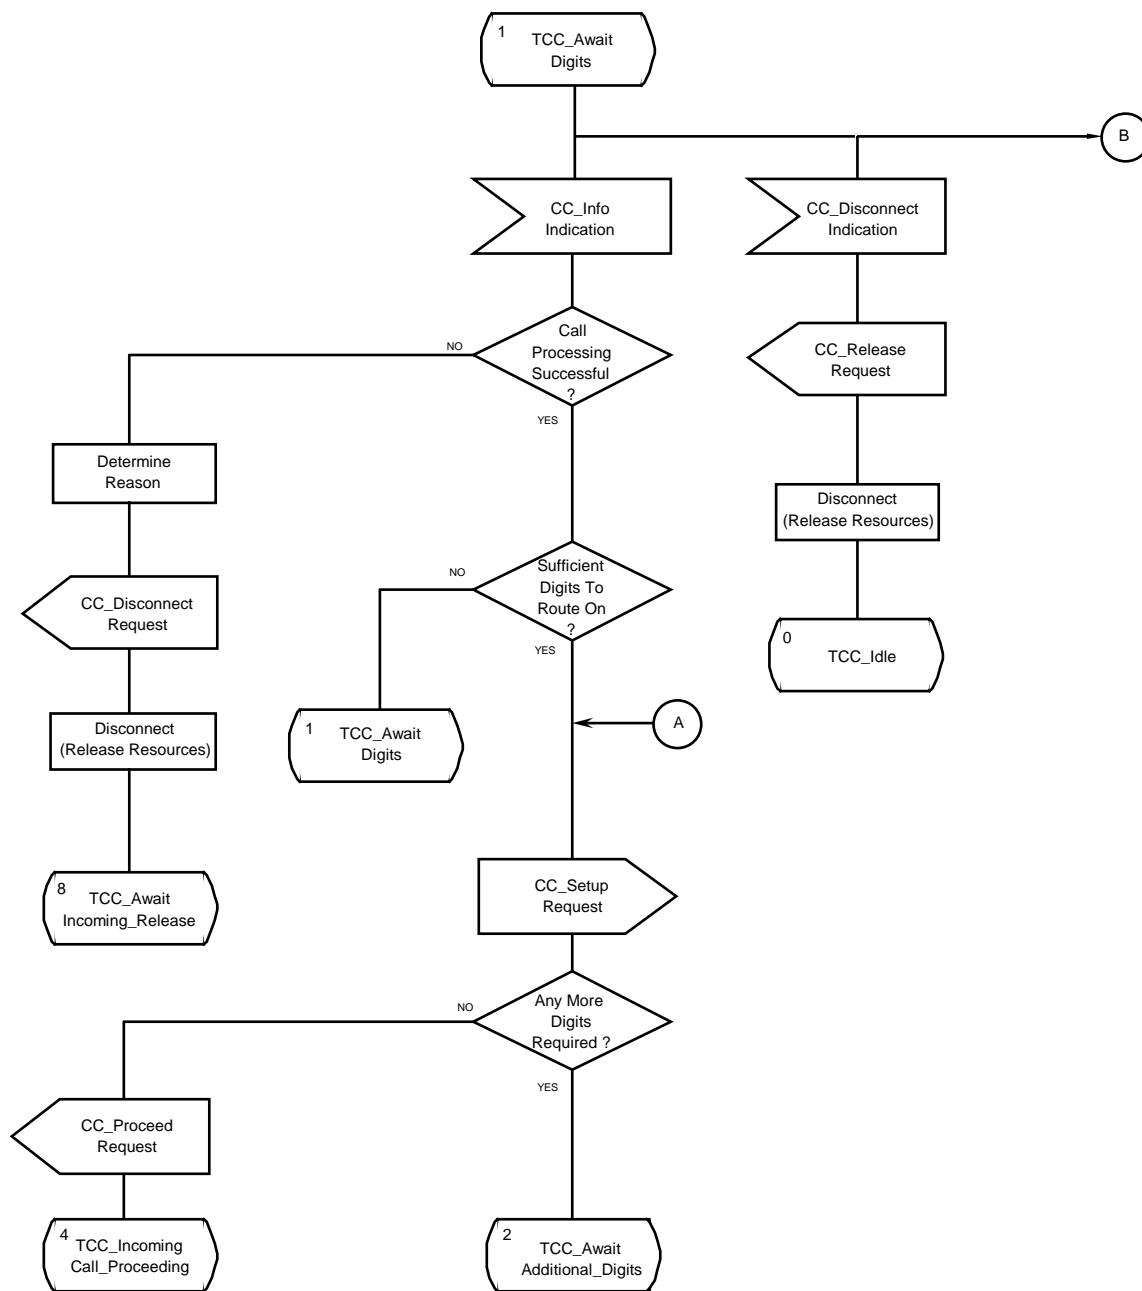 1
TCC_Await
Digits
B
CC_Info
Indication
CC_Disconnect
Indication
Call
Processing
Successful
?
NO
YES
CC_Release
Request
Determine
Reason
Disconnect
(Release Resources)
Sufficient
Digits To
Route On
?
NO
YES
CC_Disconnect
Request
0
TCC_Idle
1
TCC_Await
Digits
A
Disconnect
(Release Resources)
8
TCC_Await
Incoming_Release
CC_Setup
Request
Any More
Digits
Required ?
NO
YES
CC_Proceed
Request
4
TCC_Incoming
Call_Proceeding
2
TCC_Await
Additional_Digits